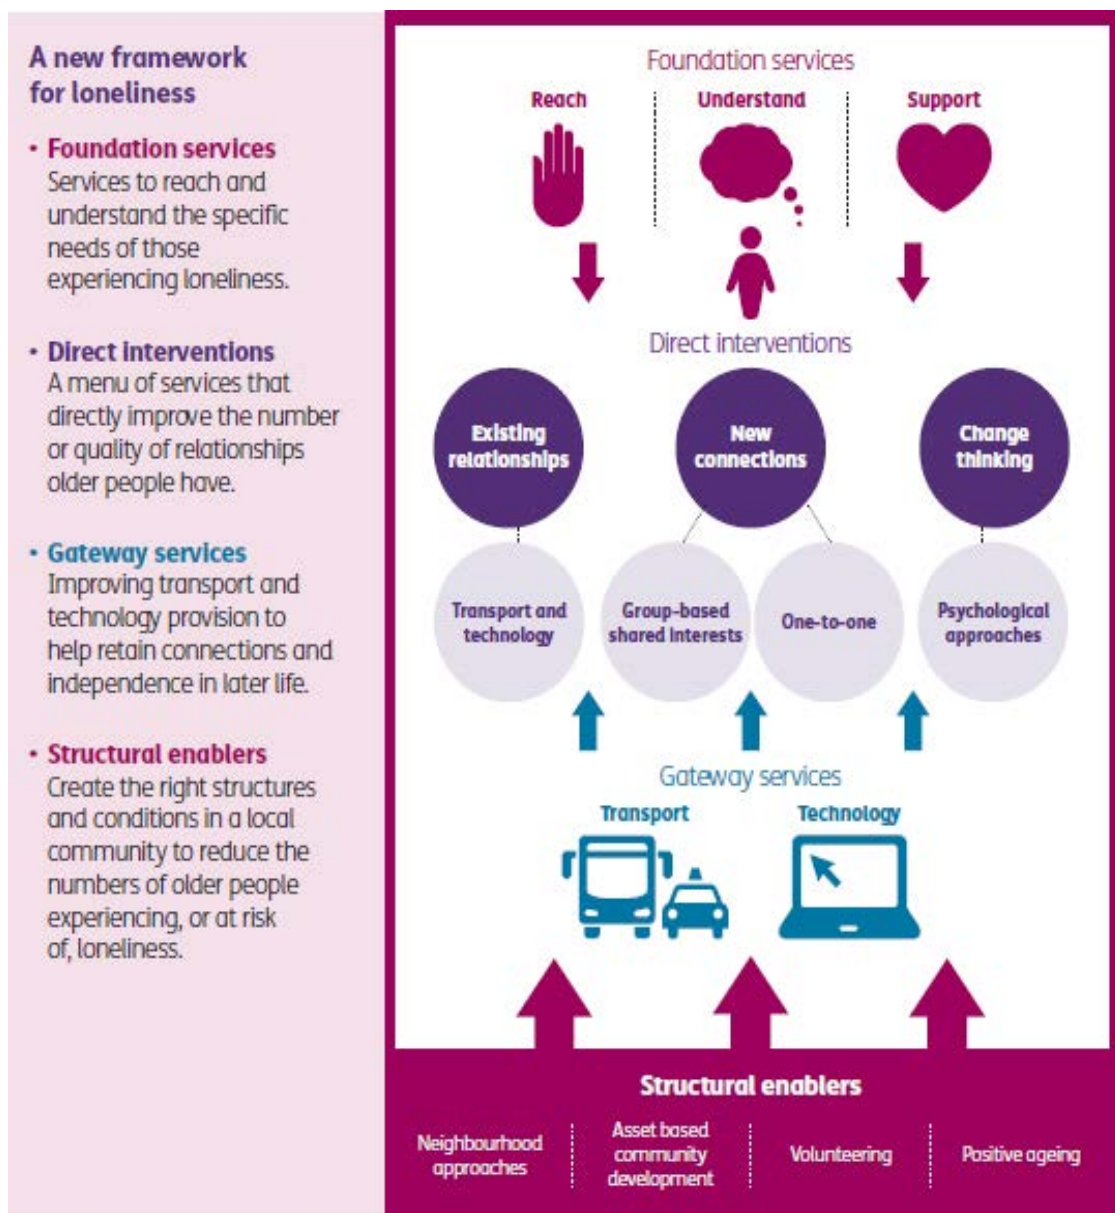 A new framework
for loneliness
• Foundation services
Services to reach and
understand the specific
needs of those
experiencing loneliness.
• Direct interventions
A menu of services that
directly improve the number
or quality of relationships
older people have.
• Gateway services
Improving transport and
technology provision to
help retain connections and
independence in later life.
• Structural enablers
Create the right structures
and conditions in a local
community to reduce the
numbers of older people
experiencing, or at risk
of, loneliness.
Foundation services
Reach
Understand
Support
Direct interventions
Existing
relationships
New
connections
Change
thinking
Transport and
technology
Group-based
shared interests
One-to-one
Psychological
approaches
Gateway services
Transport
Technology
Structural enablers
Neighbourhood
approaches
Asset based
community
development
Volunteering
Positive ageing